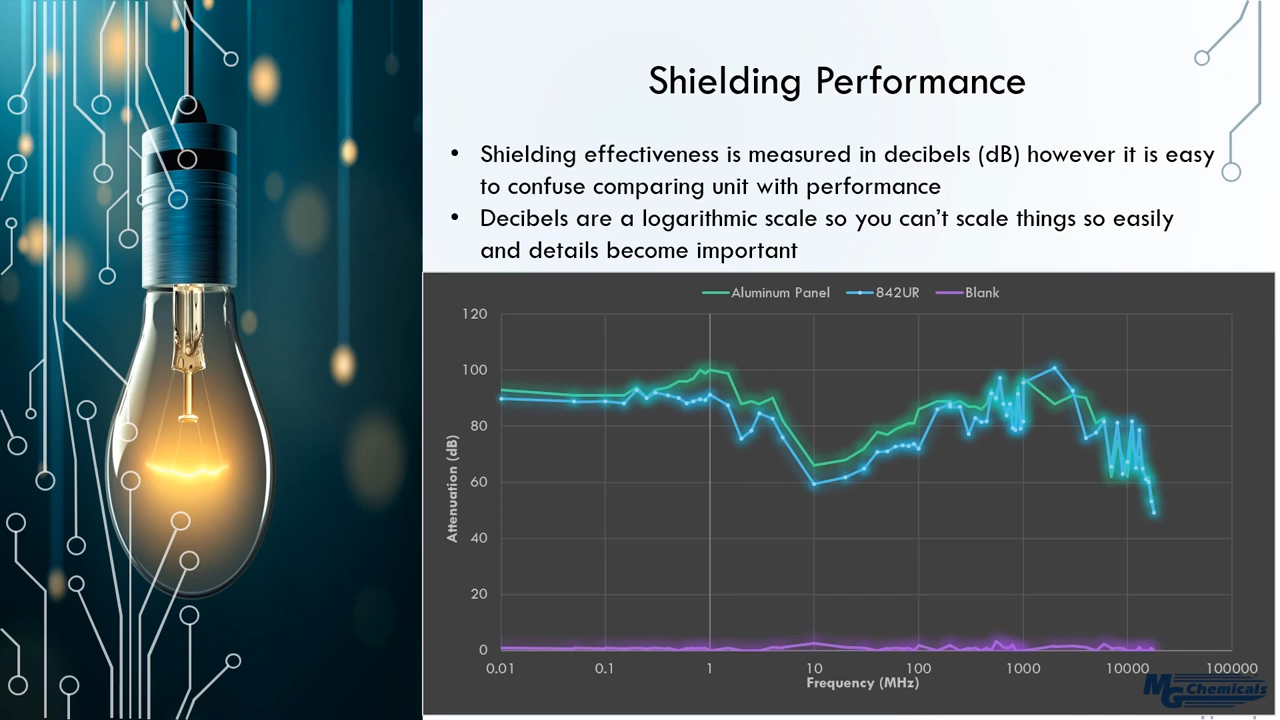 Shielding Performance
• Shielding effectiveness is measured in decibels (dB) however it is easy
to confuse comparing unit with performance
• Decibels are a logarithmic scale so you can’t scale things so easily
and details become important
Aluminum Panel 842UR Blank
120
100
80
60
40
20
0
Attenuation (dB)
0.01 0.1 1 10 100 1000 10000 100000
Frequency (MHz)
MG Chemicals